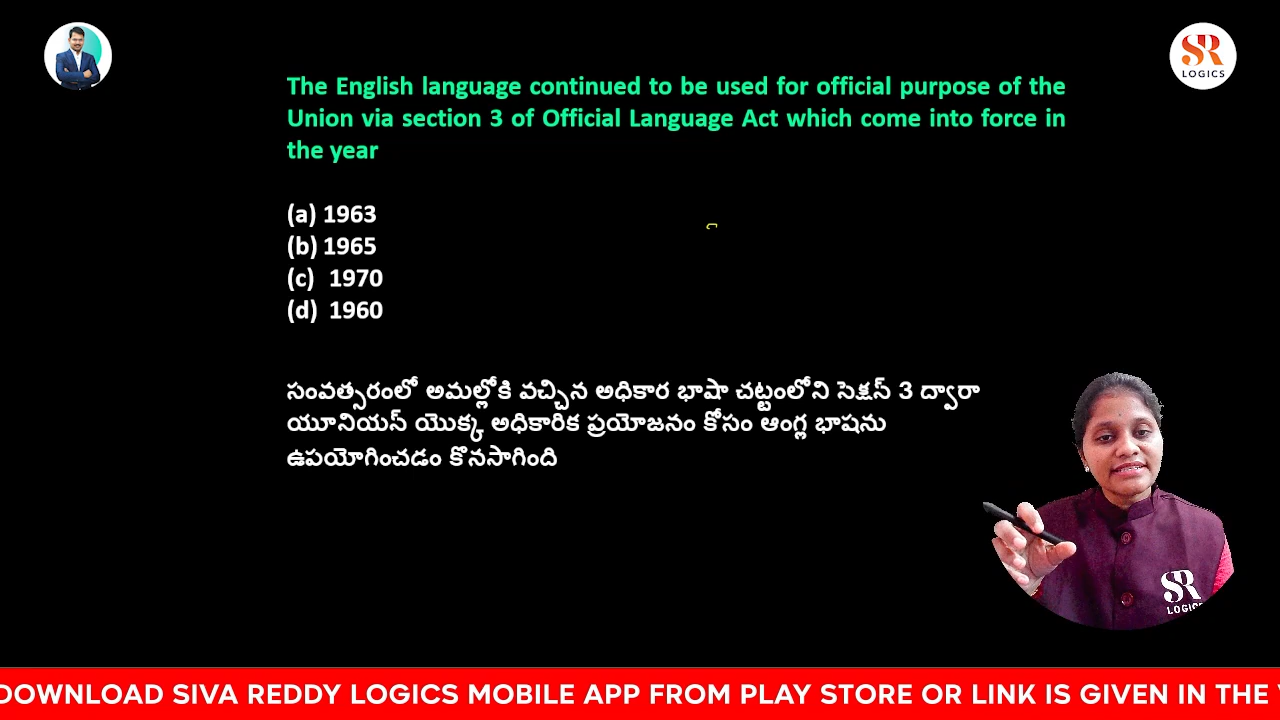 SR
LOGICS
The English language continued to be used for official purpose of the
Union via section 3 of Official Language Act which come into force in
the year
(a) 1963
(b) 1965
(c) 1970
(d) 1960
సంవత్సరంలో అమల్లోకి వచ్చిన అధికార భాషా చట్టంలోని సెక్షన్ 3 ద్వారా
యూనియన్ యొక్క అధికారిక ప్రయోజనం కోసం ఆంగ్ల భాషను
ఉపయోగించడం కొనసాగింది
SR
LOGICS
DOWNLOAD SIVA REDDY LOGICS MOBILE APP FROM PLAY STORE OR LINK IS GIVEN IN THE